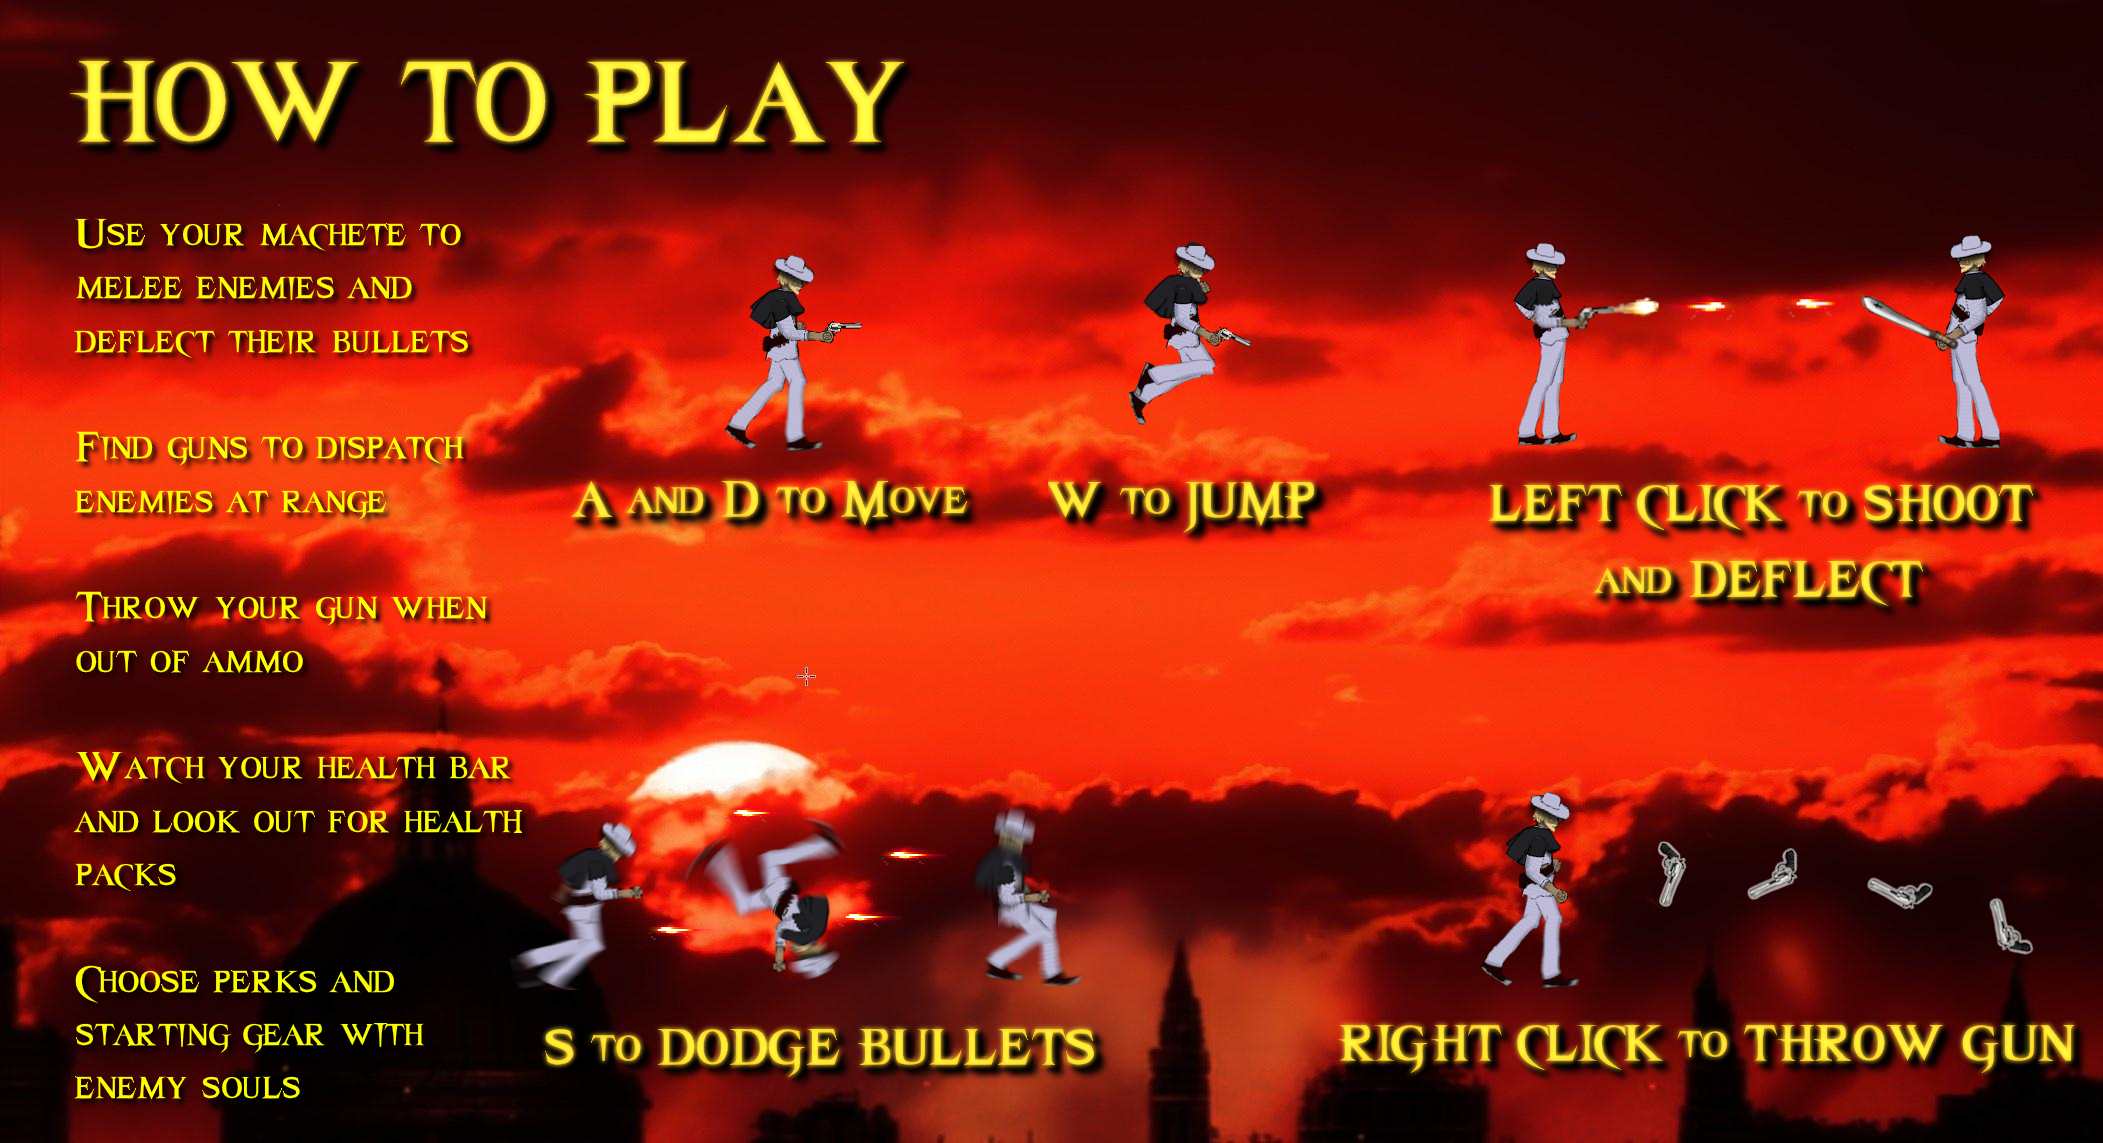 How to Play
Use your machete to
melee enemies and
deflect their bullets
Find guns to dispatch
enemies at range
Throw your gun when
out of ammo
Watch your health bar
and look out for health
packs
Choose perks and
starting gear with
enemy souls
A and D to Move
W to JUMP
LEFT CLICK to SHOOT
and DEFLECT
S to DODGE BULLETS
RIGHT CLICK to THROW GUN